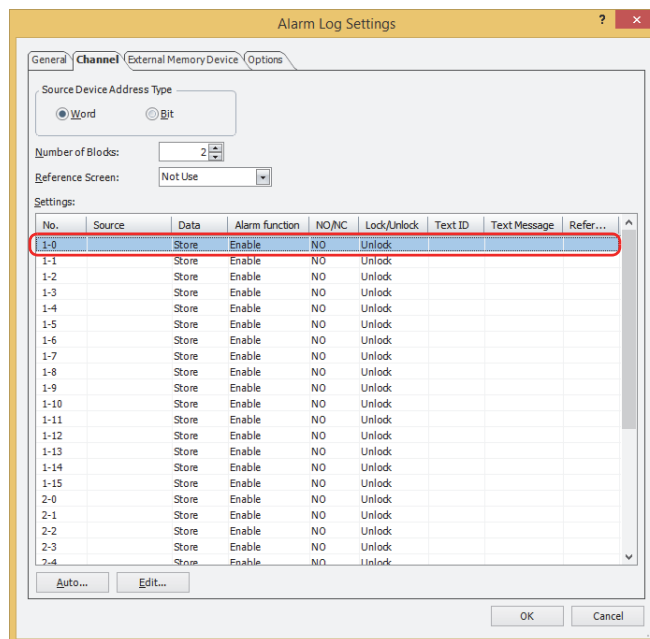 Alarm Log Settings
? ×
General Channel External Memory Device Options
Source Device Address Type
Word Bit
Number of Blocks: 2
Reference Screen: Not Use
Settings:
No. Source Data Alarm function NO/NC Lock/Unlock Text ID Text Message Refer...
1-0 Store Enable NO Unlock
1-1 Store Enable NO Unlock
1-2 Store Enable NO Unlock
1-3 Store Enable NO Unlock
1-4 Store Enable NO Unlock
1-5 Store Enable NO Unlock
1-6 Store Enable NO Unlock
1-7 Store Enable NO Unlock
1-8 Store Enable NO Unlock
1-9 Store Enable NO Unlock
1-10 Store Enable NO Unlock
1-11 Store Enable NO Unlock
1-12 Store Enable NO Unlock
1-13 Store Enable NO Unlock
1-14 Store Enable NO Unlock
1-15 Store Enable NO Unlock
2-0 Store Enable NO Unlock
2-1 Store Enable NO Unlock
2-2 Store Enable NO Unlock
2-3 Store Enable NO Unlock
2-4 Store Enable NO Unlock
Auto... Edit...
OK Cancel